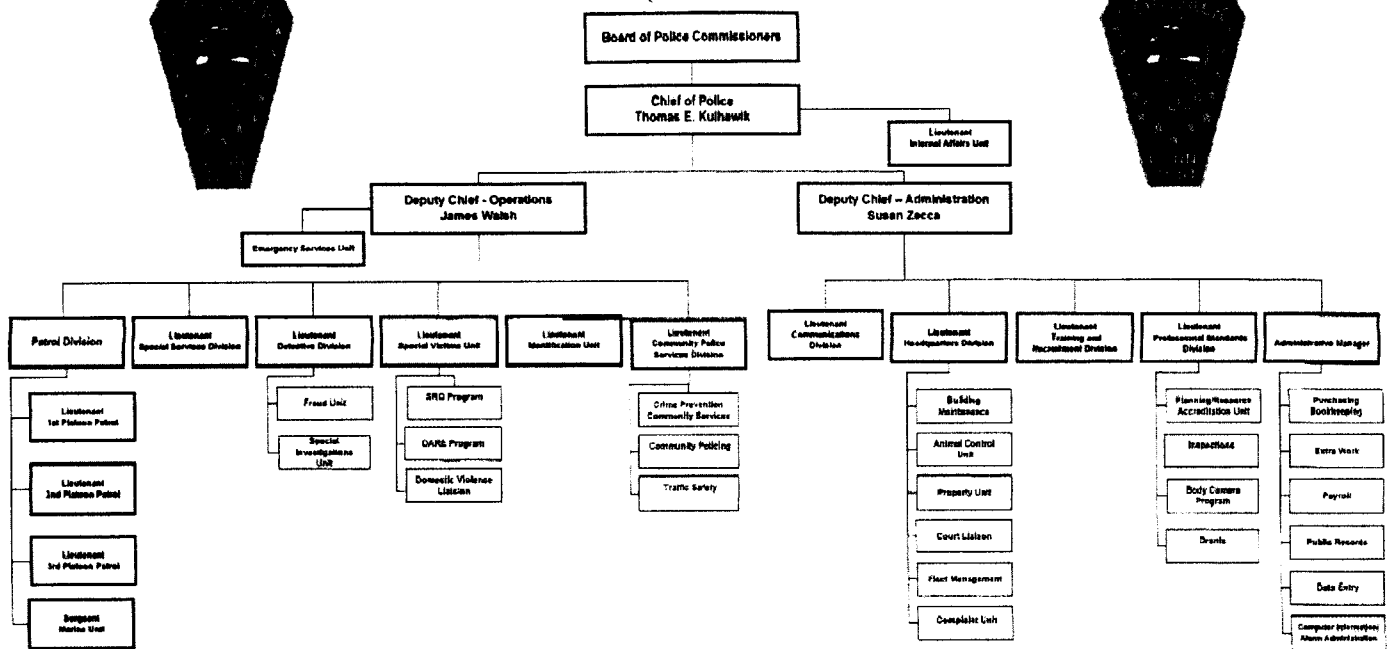 Board of Police Commissioners
Chief of Police
Thomas E. Kulhawik
Lieutenant
Internal Affairs Unit
Deputy Chief - Operations
James Walsh
Deputy Chief – Administration
Susan Zecca
Emergency Services Unit
Patrol Division
Lieutenant
Special Services Division
Lieutenant
Detective Division
Lieutenant
Special Victims Unit
Lieutenant
Identification Unit
Lieutenant
Community Police
Services Division
Lieutenant
Communications
Division
Lieutenant
Headquarters Division
Lieutenant
Training and
Recruitment Division
Lieutenant
Professional Standards
Division
Administrative Manager
Lieutenant
1st Platoon Patrol
Lieutenant
2nd Platoon Patrol
Lieutenant
3rd Platoon Patrol
Sergeant
Marine Unit
Fraud Unit
Special
Investigations
Unit
SRO Program
DARE Program
Domestic Violence
Liaision
Crime Prevention
Community Services
Community Policing
Traffic Safety
Building
Maintenance
Animal Control
Unit
Property Unit
Court Liaison
Fleet Management
Complaint Unit
Planning/Research
Accreditation Unit
Inspections
Body Camera
Program
Grants
Purchasing
Bookkeeping
Extra Work
Payroll
Public Records
Data Entry
Computer Information/
Alarm Administration